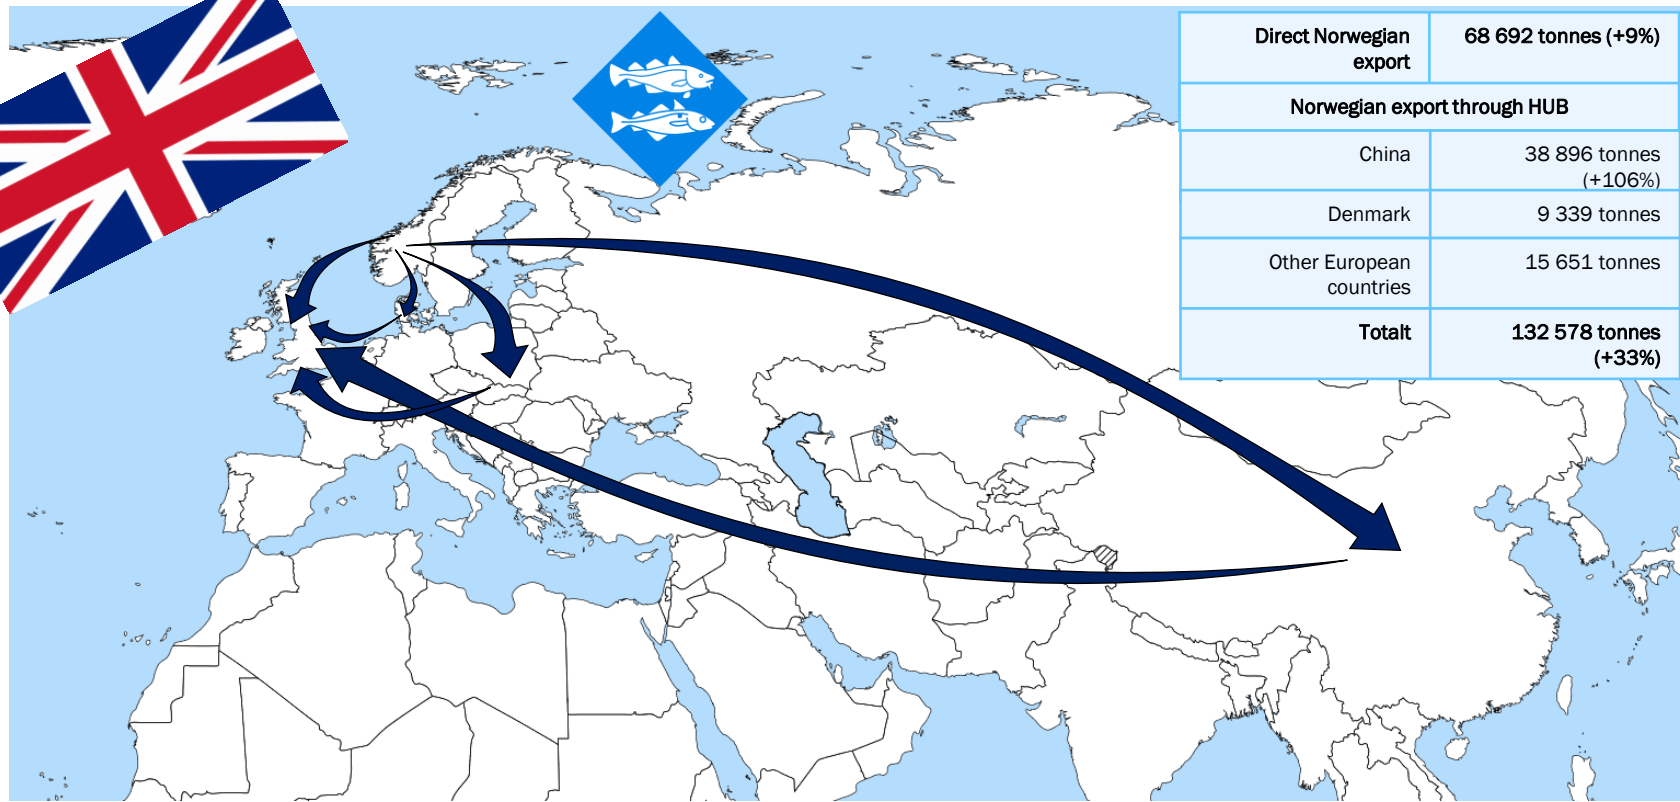 Direct Norwegian
export
68 692 tonnes (+9%)
Norwegian export through HUB
China
38 896 tonnes
(+106%)
Denmark
9 339 tonnes
Other European
countries
15 651 tonnes
Totalt
132 578 tonnes
(+33%)